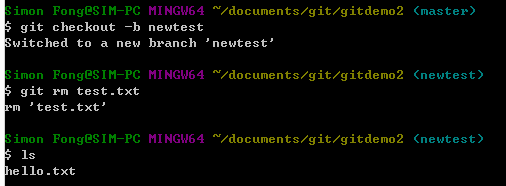 Simon Fong@SIM-PC MINGW64 ~/documents/git/gitdemo2 (master)
$ git checkout -b newtest
Switched to a new branch 'newtest'
Simon Fong@SIM-PC MINGW64 ~/documents/git/gitdemo2 (newtest)
$ git rm test.txt
rm 'test.txt'
Simon Fong@SIM-PC MINGW64 ~/documents/git/gitdemo2 (newtest)
$ ls
hello.txt